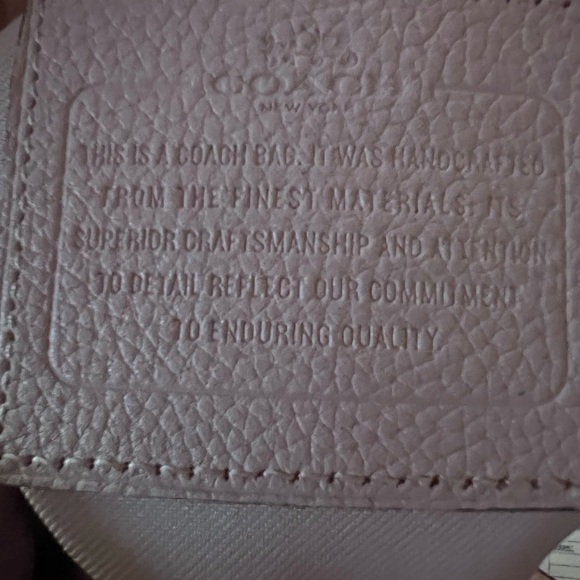 COACH
NEW YORK
THIS IS A COACH BAG. IT WAS HANDCRAFTED
FROM THE FINEST MATERIALS. ITS
SUPERIOR CRAFTSMANSHIP AND ATTENTION
TO DETAIL REFLECT OUR COMMITMENT
TO ENDURING QUALITY.